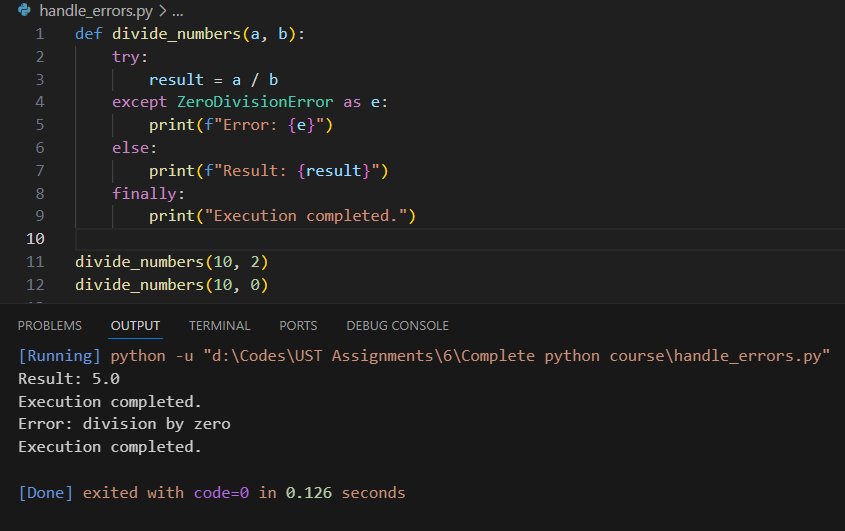 handle_errors.py > ...
1 def divide_numbers(a, b):
2 try:
3 result = a / b
4 except ZeroDivisionError as e:
5 print(f"Error: {e}")
6 else:
7 print(f"Result: {result}")
8 finally:
9 print("Execution completed.")
10
11 divide_numbers(10, 2)
12 divide_numbers(10, 0)
PROBLEMS OUTPUT TERMINAL PORTS DEBUG CONSOLE
[Running] python -u "d:\Codes\UST Assignments\6\Complete python course\handle_errors.py"
Result: 5.0
Execution completed.
Error: division by zero
Execution completed.
[Done] exited with code=0 in 0.126 seconds